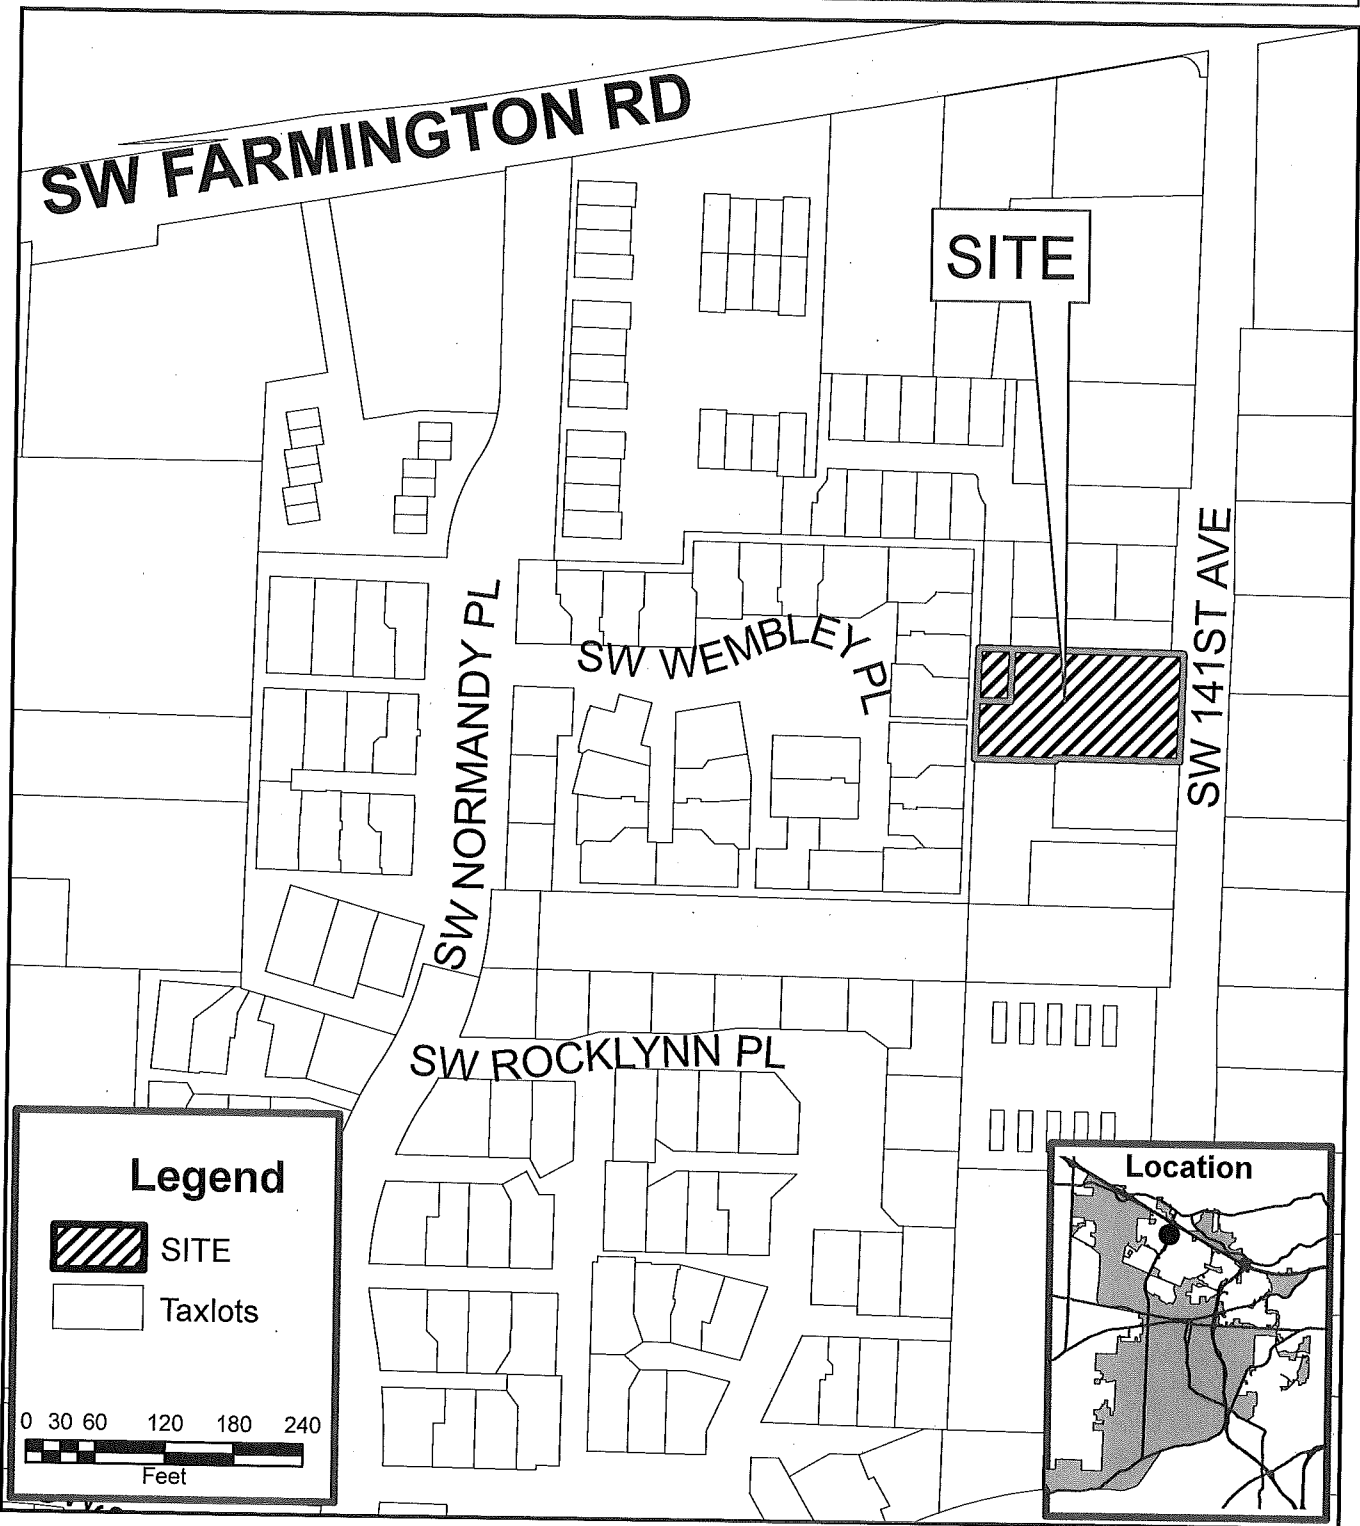 SW FARMINGTON RD
SITE
SW 141ST AVE
SW NORMANDY PL
SW WEMBLEY PL
SW ROCKLYNN PL
Legend
SITE
Taxlots
0 30 60 120 180 240
Feet
Location